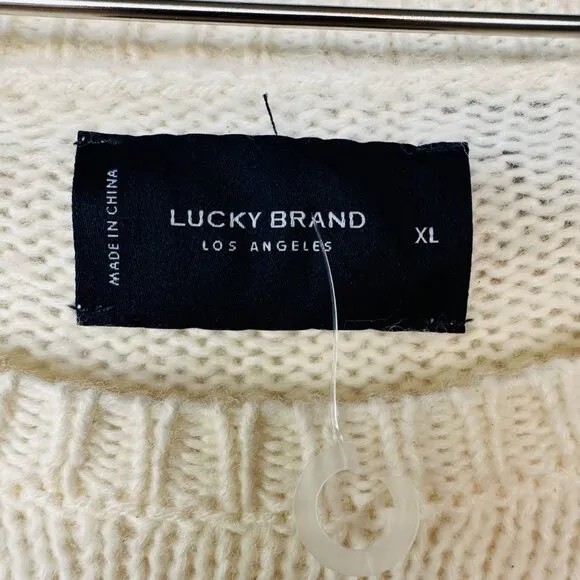 MADE IN CHINA
LUCKY BRAND
LOS ANGELES
XL